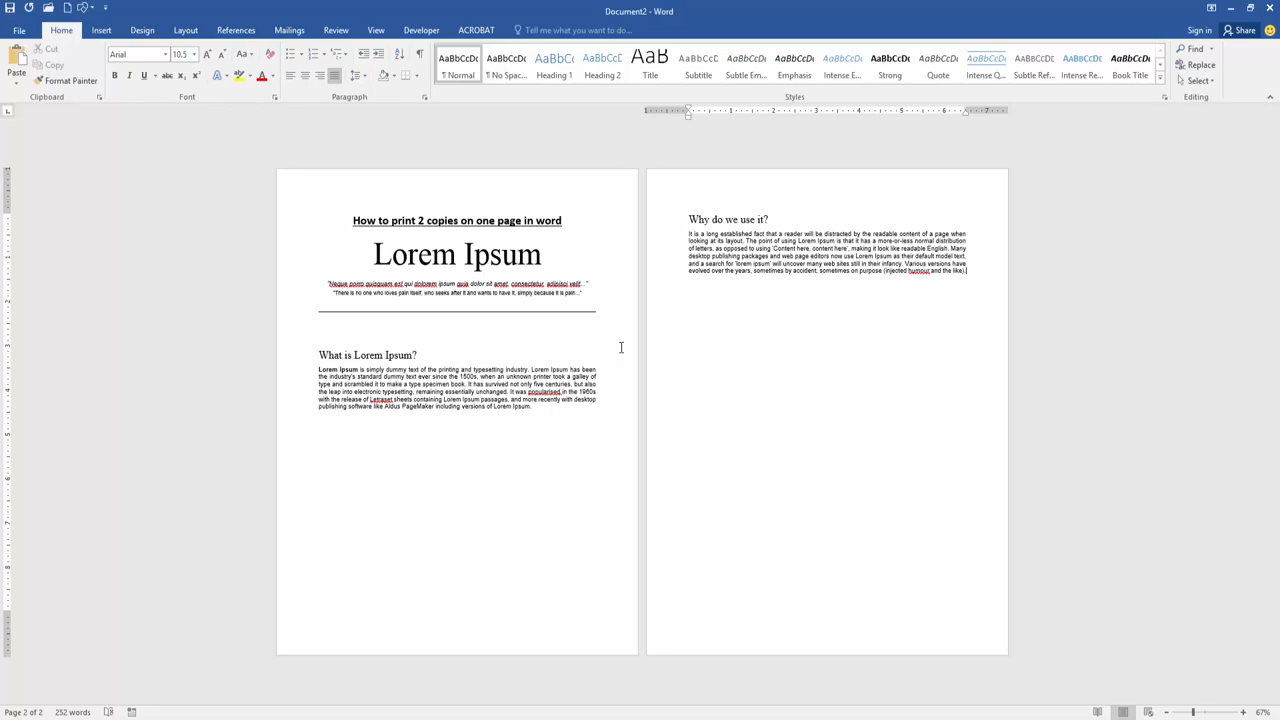 Document2 - Word
File Home Insert Design Layout References Mailings Review View Developer ACROBAT Tell me what you want to do... Sign in Share
Paste
Cut
Copy
Format Painter
Clipboard
Arial 10.5
Font
Paragraph
AaBbCcDc AaBbCcDc AaBbCc AaBbCcC AaB AaBbCcC AaBbCcDc AaBbCcDc AaBbCcDc AaBbCcDc AaBbCcDc AaBbCcDc AaBbCcDc AaBbCcDc AaBbCcDc
¶ Normal ¶ No Spac... Heading 1 Heading 2 Title Subtitle Subtle Em... Emphasis Intense E... Strong Quote Intense Q... Subtle Ref... Intense Re... Book Title
Styles
Find
Replace
Select
Editing
How to print 2 copies on one page in word
Lorem Ipsum
"Neque porro quisquam est qui dolorem ipsum quia dolor sit amet, consectetur, adipisci velit..."
"There is no one who loves pain itself, who seeks after it and wants to have it, simply because it is pain..."
What is Lorem Ipsum?
Lorem Ipsum is simply dummy text of the printing and typesetting industry. Lorem Ipsum has been
the industry's standard dummy text ever since the 1500s, when an unknown printer took a galley of
type and scrambled it to make a type specimen book. It has survived not only five centuries, but also
the leap into electronic typesetting, remaining essentially unchanged. It was popularised in the 1960s
with the release of Letraset sheets containing Lorem Ipsum passages, and more recently with desktop
publishing software like Aldus PageMaker including versions of Lorem Ipsum.
Why do we use it?
It is a long established fact that a reader will be distracted by the readable content of a page when
looking at its layout. The point of using Lorem Ipsum is that it has a more-or-less normal distribution
of letters, as opposed to using 'Content here, content here', making it look like readable English. Many
desktop publishing packages and web page editors now use Lorem Ipsum as their default model text,
and a search for 'lorem ipsum' will uncover many web sites still in their infancy. Various versions have
evolved over the years, sometimes by accident, sometimes on purpose (injected humour and the like).
Page 2 of 2 252 words 67%